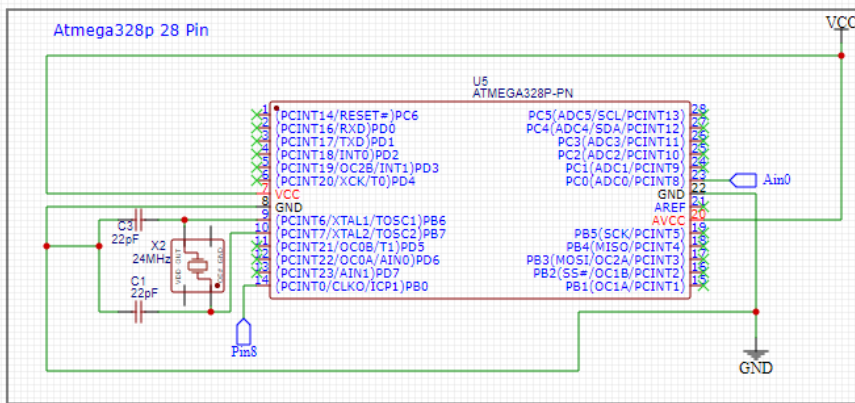 Atmega328p 28 Pin
VCC
U5
ATMEGA328P-PN
1 (PCINT14/RESET#)PC6
2 (PCINT16/RXD)PD0
3 (PCINT17/TXD)PD1
4 (PCINT18/INT0)PD2
5 (PCINT19/OC2B/INT1)PD3
6 (PCINT20/XCK/T0)PD4
7 VCC
8 GND
9 (PCINT6/XTAL1/TOSC1)PB6
10 (PCINT7/XTAL2/TOSC2)PB7
11 (PCINT21/OC0B/T1)PD5
12 (PCINT22/OC0A/AIN0)PD6
13 (PCINT23/AIN1)PD7
14 (PCINT0/CLKO/ICP1)PB0
PC5(ADC5/SCL/PCINT13) 28
PC4(ADC4/SDA/PCINT12) 27
PC3(ADC3/PCINT11) 26
PC2(ADC2/PCINT10) 25
PC1(ADC1/PCINT9) 24
PC0(ADC0/PCINT8) 23
GND 22
AREF 21
AVCC 20
PB5(SCK/PCINT5) 19
PB4(MISO/PCINT4) 18
PB3(MOSI/OC2A/PCINT3) 17
PB2(SS#/OC1B/PCINT2) 16
PB1(OC1A/PCINT1) 15
Ain0
C3
22pF
X2
24MHz
C1
22pF
Pin8
GND